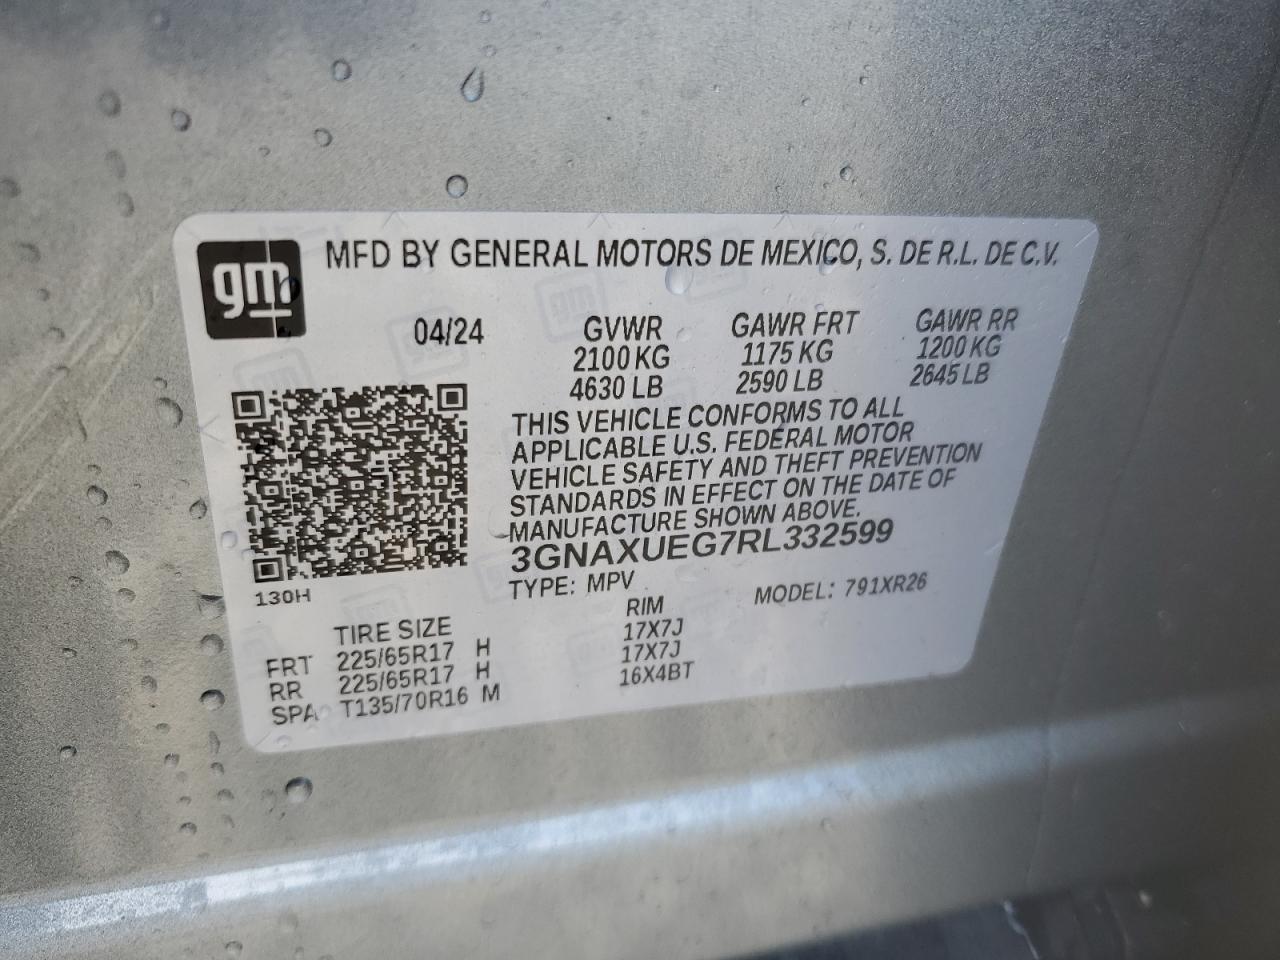 gm
MFD BY GENERAL MOTORS DE MEXICO, S. DE R.L. DE C.V.
04/24 GVWR GAWR FRT GAWR RR
2100 KG 1175 KG 1200 KG
4630 LB 2590 LB 2645 LB
THIS VEHICLE CONFORMS TO ALL
APPLICABLE U.S. FEDERAL MOTOR
VEHICLE SAFETY AND THEFT PREVENTION
STANDARDS IN EFFECT ON THE DATE OF
MANUFACTURE SHOWN ABOVE.
3GNAXUEG7RL332599
130H
TYPE: MPV MODEL: 791XR26
TIRE SIZE RIM
FRT 225/65R17 H 17X7J
RR 225/65R17 H 17X7J
SPA T135/70R16 M 16X4BT